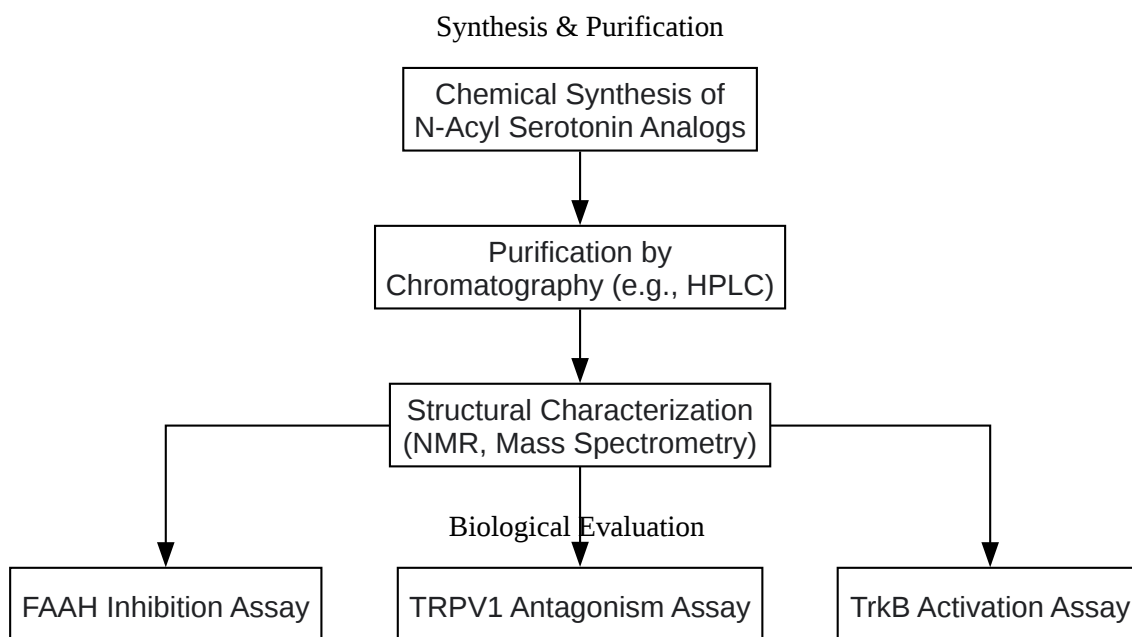 Synthesis & Purification
Chemical Synthesis of
N-Acyl Serotonin Analogs
Purification by
Chromatography (e.g., HPLC)
Structural Characterization
(NMR, Mass Spectrometry)
Biological Evaluation
FAAH Inhibition Assay
TRPV1 Antagonism Assay
TrkB Activation Assay